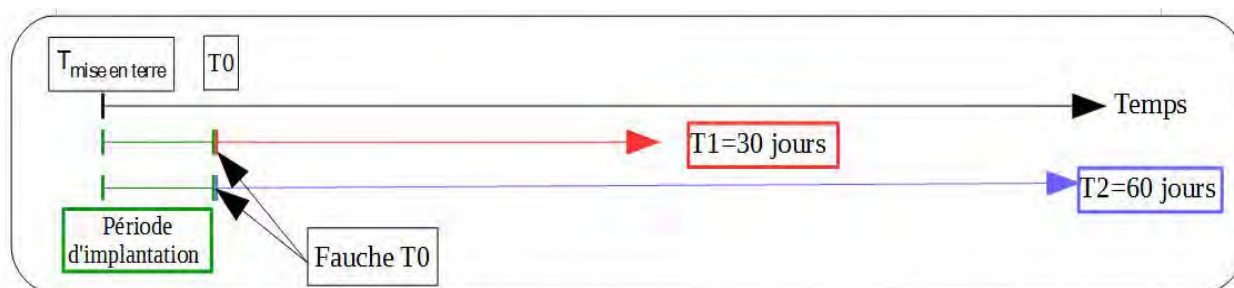 Tmise en terre
T0
Temps
T1=30 jours
T2=60 jours
Période
d'implantation
Fauche T0